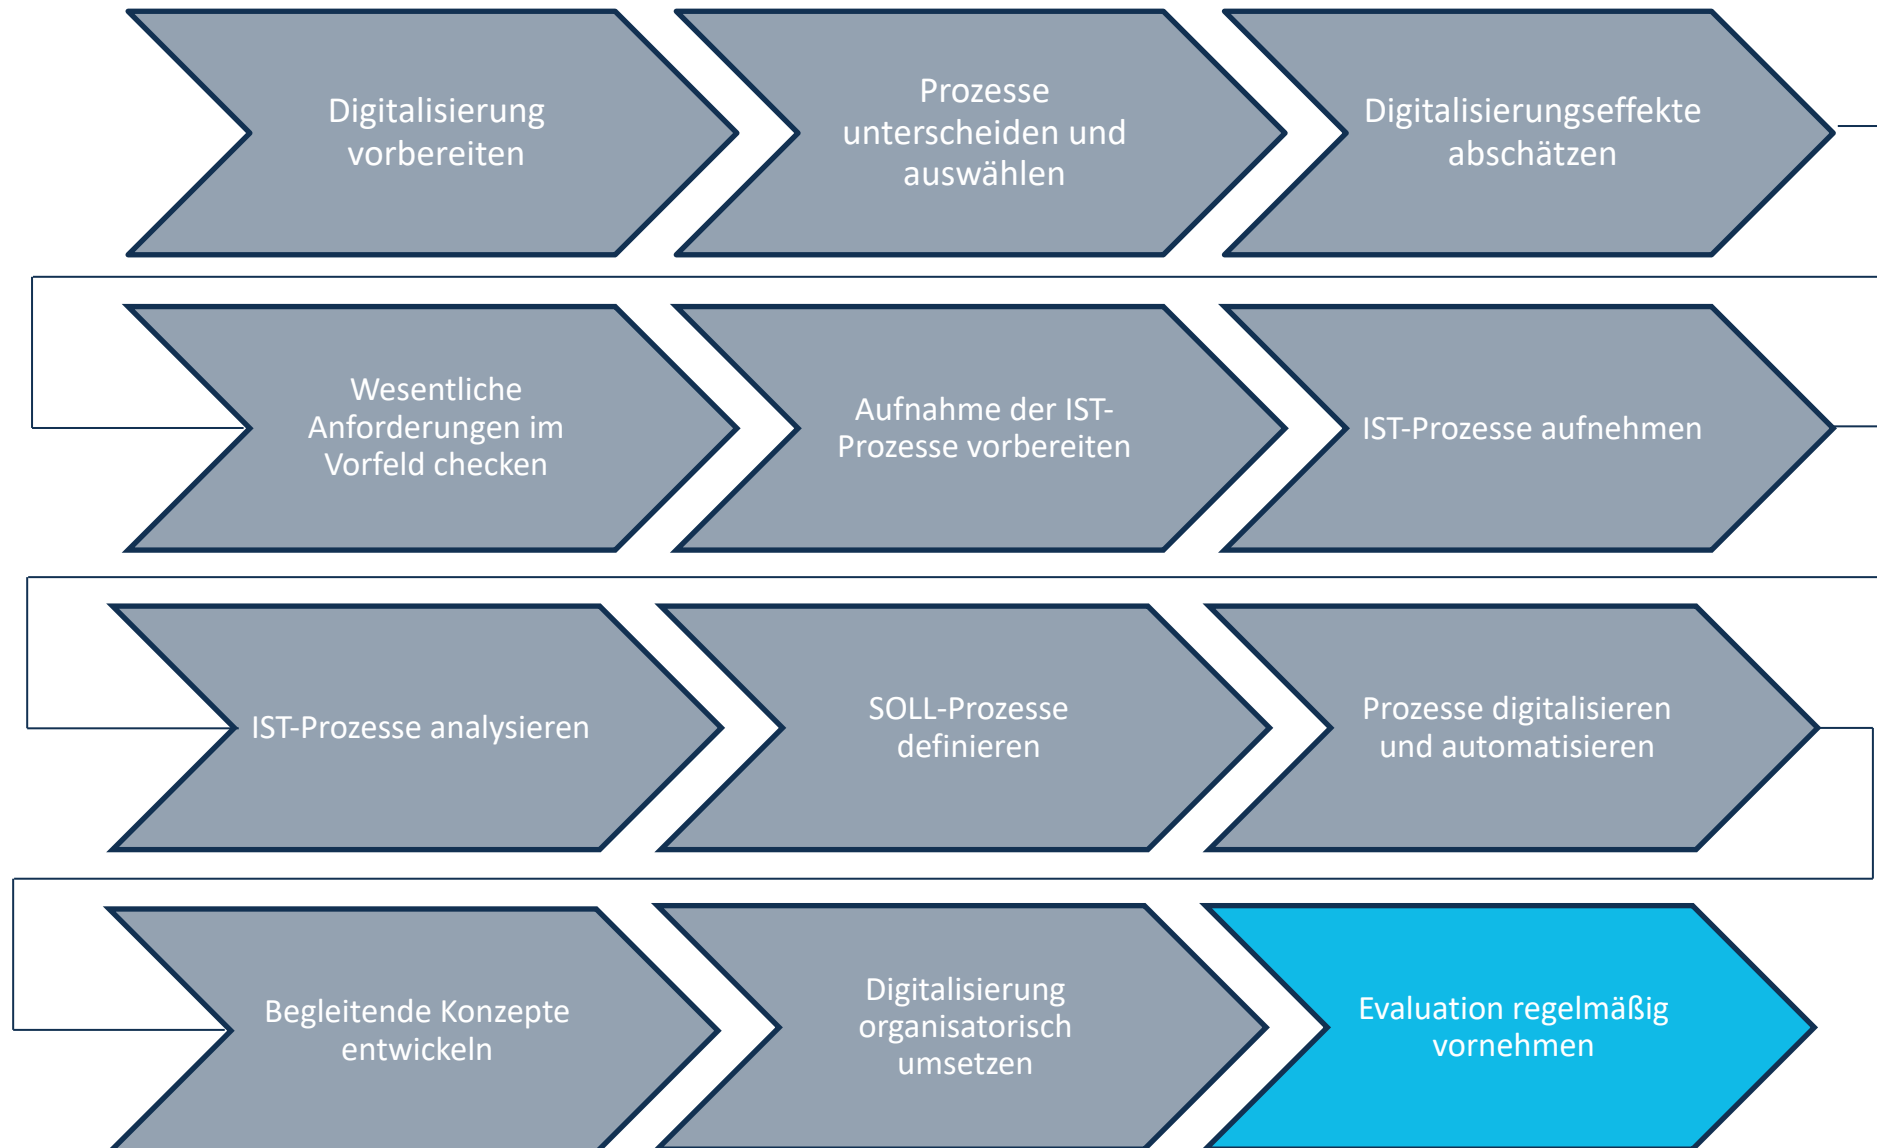 Digitalisierung
vorbereiten
Prozesse
unterscheiden und
auswählen
Digitalisierungseffekte
abschätzen
Wesentliche
Anforderungen im
Vorfeld checken
Aufnahme der IST-
Prozesse vorbereiten
IST-Prozesse aufnehmen
IST-Prozesse analysieren
SOLL-Prozesse
definieren
Prozesse digitalisieren
und automatisieren
Begleitende Konzepte
entwickeln
Digitalisierung
organisatorisch
umsetzen
Evaluation regelmäßig
vornehmen